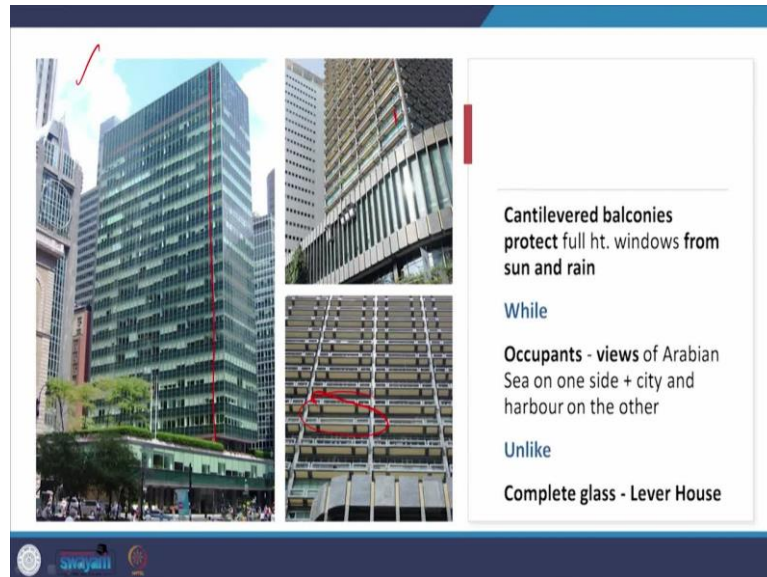 Cantilevered balconies
protect full ht. windows from
sun and rain
While
Occupants - views of Arabian
Sea on one side + city and
harbour on the other
Unlike
Complete glass - Lever House
swayam